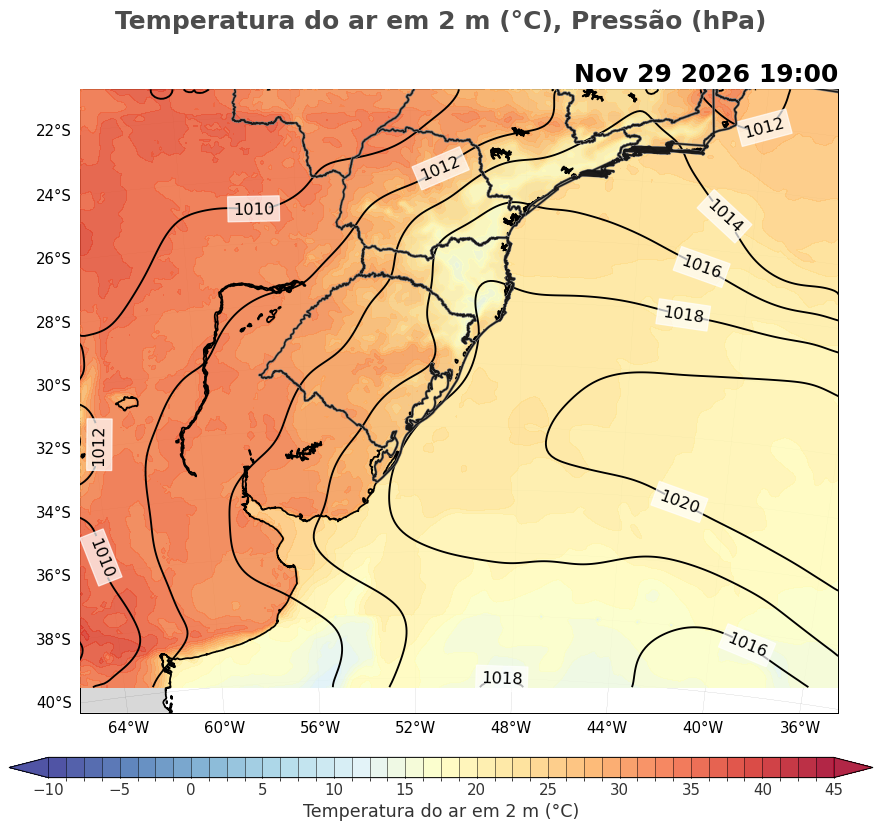 Temperatura do ar em 2 m (°C), Pressão (hPa)
Nov 29 2026 19:00
22°S
24°S
26°S
28°S
30°S
32°S
34°S
36°S
38°S
40°S
1012
1012
1010
1014
1016
1018
1012
1020
1010
1016
1018
64°W
60°W
56°W
52°W
48°W
44°W
40°W
36°W
−10
−5
0
5
10
15
20
25
30
35
40
45
Temperatura do ar em 2 m (°C)